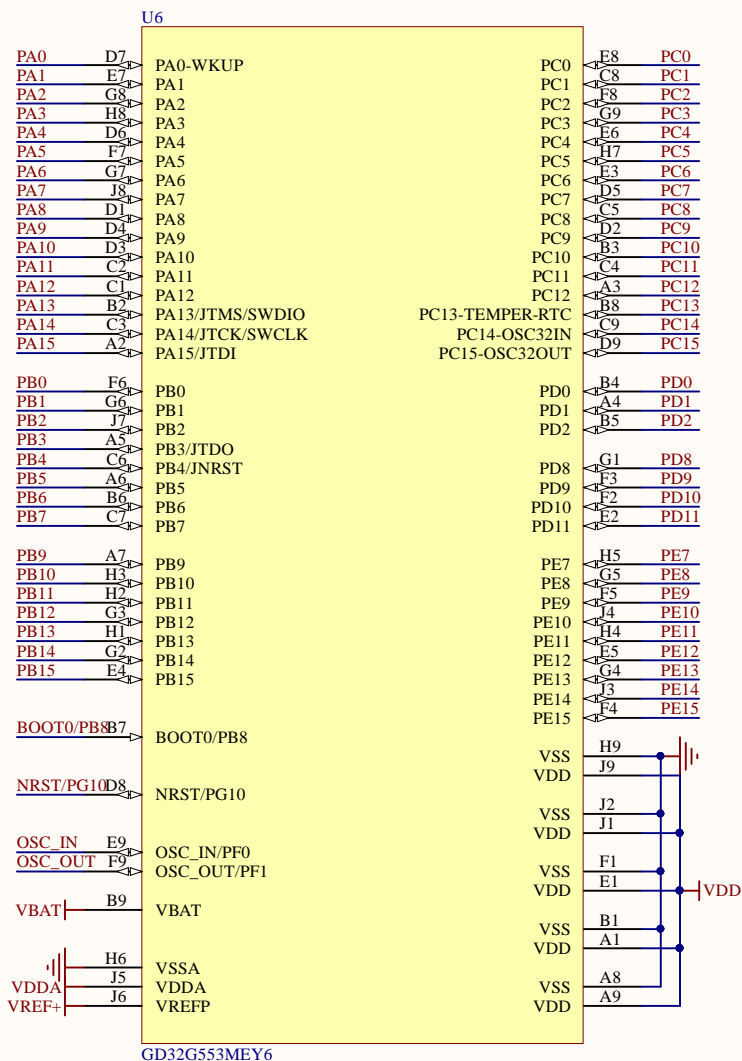 U6
PA0 D7 PA0-WKUP PC0 E8 PC0
PA1 E7 PA1 PC1 C8 PC1
PA2 G8 PA2 PC2 F8 PC2
PA3 H8 PA3 PC3 G9 PC3
PA4 D6 PA4 PC4 E6 PC4
PA5 F7 PA5 PC5 H7 PC5
PA6 G7 PA6 PC6 E3 PC6
PA7 J8 PA7 PC7 D5 PC7
PA8 D1 PA8 PC8 C5 PC8
PA9 D4 PA9 PC9 D2 PC9
PA10 D3 PA10 PC10 B3 PC10
PA11 C2 PA11 PC11 C4 PC11
PA12 C1 PA12 PC12 A3 PC12
PA13 B2 PA13/JTMS/SWDIO PC13-TEMPER-RTC B8 PC13
PA14 C3 PA14/JTCK/SWCLK PC14-OSC32IN C9 PC14
PA15 A2 PA15/JTDI PC15-OSC32OUT D9 PC15
PB0 F6 PB0 PD0 B4 PD0
PB1 G6 PB1 PD1 A4 PD1
PB2 J7 PB2 PD2 B5 PD2
PB3 A5 PB3/JTDO
PB4 C6 PB4/JNRST PD8 G1 PD8
PB5 A6 PB5 PD9 F3 PD9
PB6 B6 PB6 PD10 F2 PD10
PB7 C7 PB7 PD11 E2 PD11
PB9 A7 PB9 PE7 H5 PE7
PB10 H3 PB10 PE8 G5 PE8
PB11 H2 PB11 PE9 F5 PE9
PB12 G3 PB12 PE10 J4 PE10
PB13 H1 PB13 PE11 H4 PE11
PB14 G2 PB14 PE12 E5 PE12
PB15 E4 PB15 PE13 G4 PE13
PE14 J3 PE14
PE15 F4 PE15
BOOT0/PB8 B7 BOOT0/PB8
VSS H9
VDD J9
NRST/PG10 D8 NRST/PG10
VSS J2
VDD J1
OSC_IN E9 OSC_IN/PF0
OSC_OUT F9 OSC_OUT/PF1 VSS F1
VDD E1 VDD
VBAT B9 VBAT
VSS B1
VDD A1
H6 VSSA
VDDA J5 VDDA VSS A8
VREF+ J6 VREFP VDD A9
GD32G553MEY6